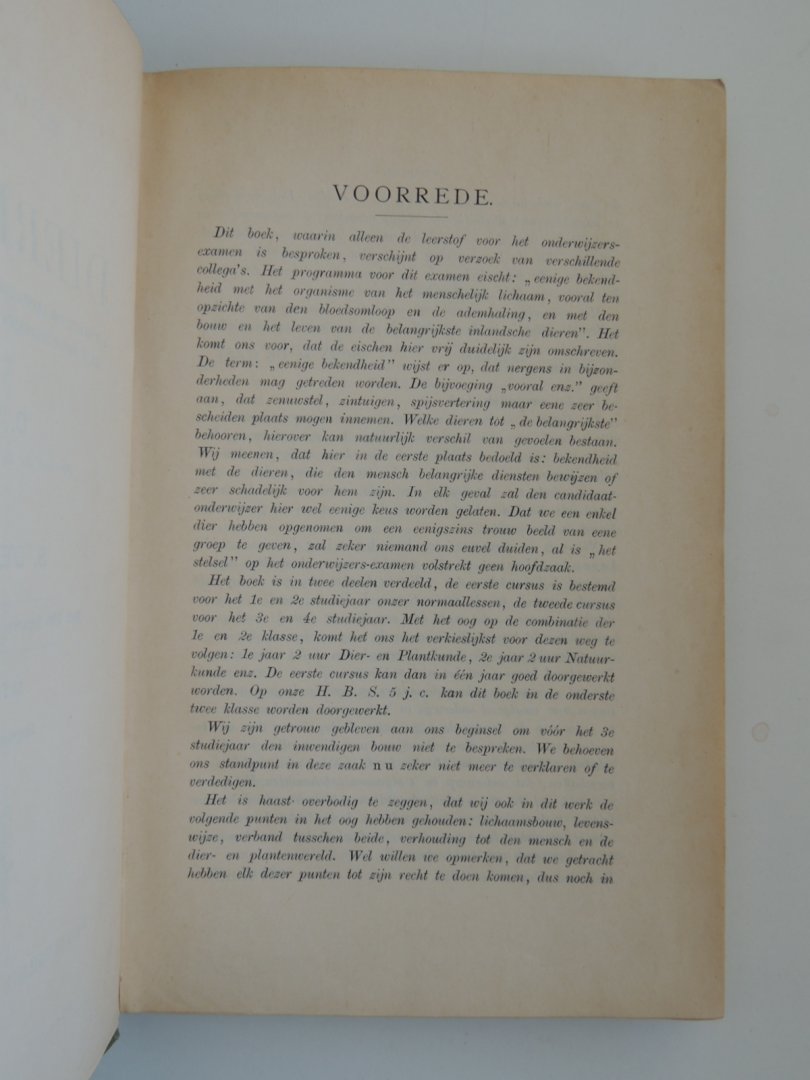 VOORREDE.
Dit boek, waarin alleen de leerstof voor het onderwijzers-
examen is besproken, verschijnt op verzoek van verschillende
collega's. Het programma voor dit examen eischt: „eenige bekend-
heid met het organisme van het menschelijk lichaam, vooral ten
opzichte van den bloedsomloop en de ademhaling, en met den
bouw en het leven van de belangrijkste inlandsche dieren". Het
komt ons voor, dat de eischen hier vrij duidelijk zijn omschreven.
De term: „eenige bekendheid" wijst er op, dat nergens in bijzon-
derheden mag getreden worden. De bijvoeging „vooral enz." geeft
aan, dat zenuwstel, zintuigen, spijsvertering maar eene zeer be-
scheiden plaats mogen innemen. Welke dieren tot „de belangrijkste"
behooren, hierover kan natuurlijk verschil van gevoelen bestaan.
Wij meenen, dat hier in de eerste plaats bedoeld is: bekendheid
met de dieren, die den mensch belangrijke diensten bewijzen of
zeer schadelijk voor hem zijn. In elk geval zal den candidaat-
onderwijzer hier wel eenige keus worden gelaten. Dat we een enkel
dier hebben opgenomen om een eenigszins trouw beeld van eene
groep te geven, zal zeker niemand ons euvel duiden, al is „het
stelsel" op het onderwijzers-examen volstrekt geen hoofdzaak.
Het boek is in twee deelen verdeeld, de eerste cursus is bestemd
voor het 1e en 2e studiejaar onzer normaallessen, de tweede cursus
voor het 3e en 4e studiejaar. Met het oog op de combinatie der
1e en 2e klasse, komt het ons het verkieslijkst voor dezen weg te
volgen: 1e jaar 2 uur Dier- en Plantkunde, 2e jaar 2 uur Natuur-
kunde enz. De eerste cursus kan dan in één jaar goed doorgewerkt
worden. Op onze H. B. S. 5 j. c. kan dit boek in de onderste
twee klasse worden doorgewerkt.
Wij zijn getrouw gebleven aan ons beginsel om vóór het 3e
studiejaar den inwendigen bouw niet te bespreken. We behoeven
ons standpunt in deze zaak nu zeker niet meer te verklaren of te
verdedigen.
Het is haast overbodig te zeggen, dat wij ook in dit werk de
volgende punten in het oog hebben gehouden: lichaamsbouw, levens-
wijze, verband tusschen beide, verhouding tot den mensch en de
dier- en plantenwereld. Wel willen we opmerken, dat we getracht
hebben elk dezer punten tot zijn recht te doen komen, dus noch in